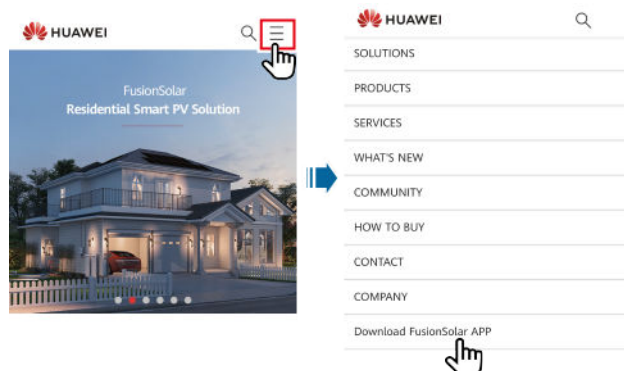 HUAWEI
FusionSolar
Residential Smart PV Solution
HUAWEI
SOLUTIONS
PRODUCTS
SERVICES
WHAT'S NEW
COMMUNITY
HOW TO BUY
CONTACT
COMPANY
Download FusionSolar APP